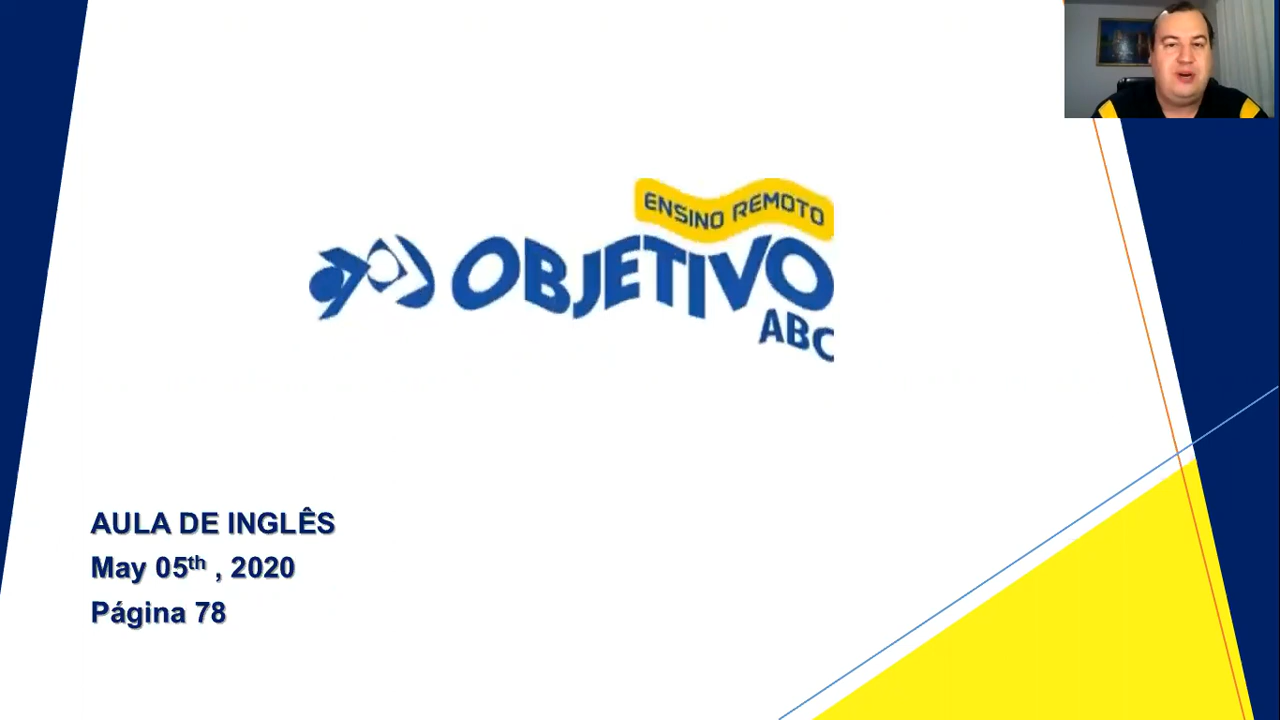 ENSINO REMOTO
OBJETIVO
ABC
AULA DE INGLÊS
May 05th , 2020
Página 78